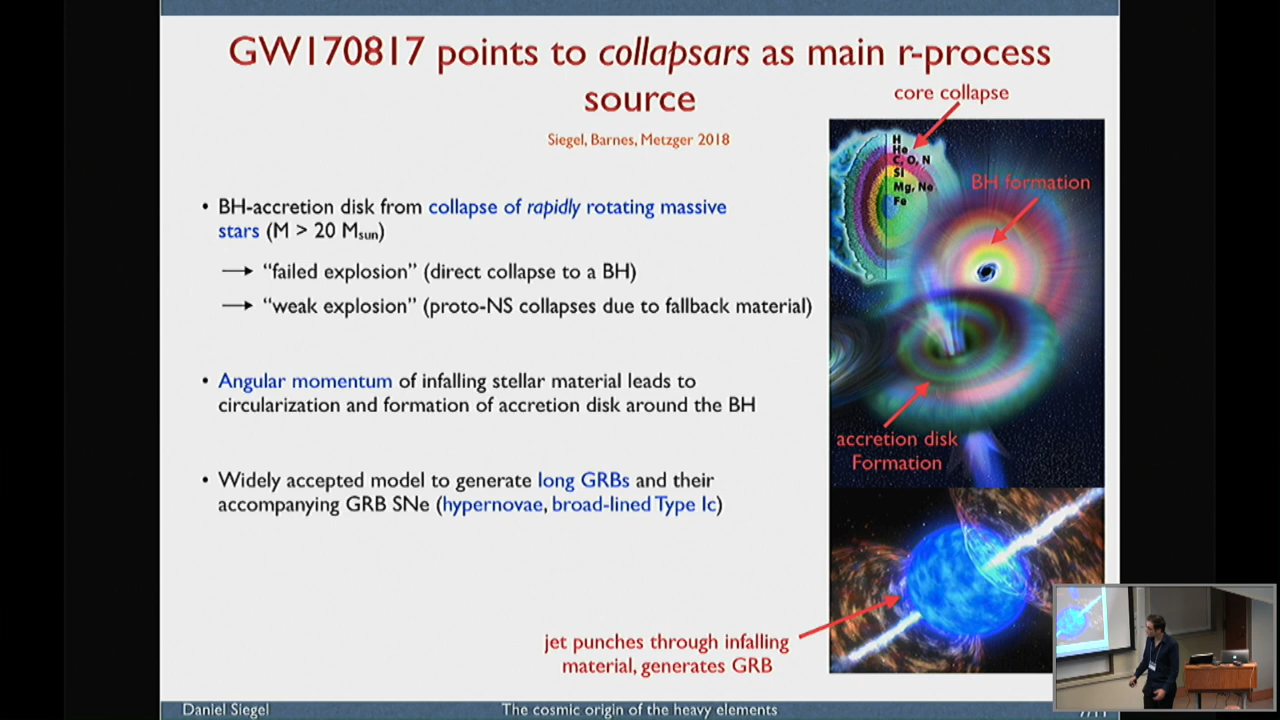 GW170817 points to collapsars as main r-process
source
core collapse
Siegel, Barnes, Metzger 2018
H
He
C, O, N
Si
Mg, Ne
Fe
BH formation
• BH-accretion disk from collapse of rapidly rotating massive
stars (M > 20 Msun)
→ “failed explosion” (direct collapse to a BH)
→ “weak explosion” (proto-NS collapses due to fallback material)
• Angular momentum of infalling stellar material leads to
circularization and formation of accretion disk around the BH
accretion disk
Formation
• Widely accepted model to generate long GRBs and their
accompanying GRB SNe (hypernovae, broad-lined Type Ic)
jet punches through infalling
material, generates GRB
Daniel Siegel
The cosmic origin of the heavy elements